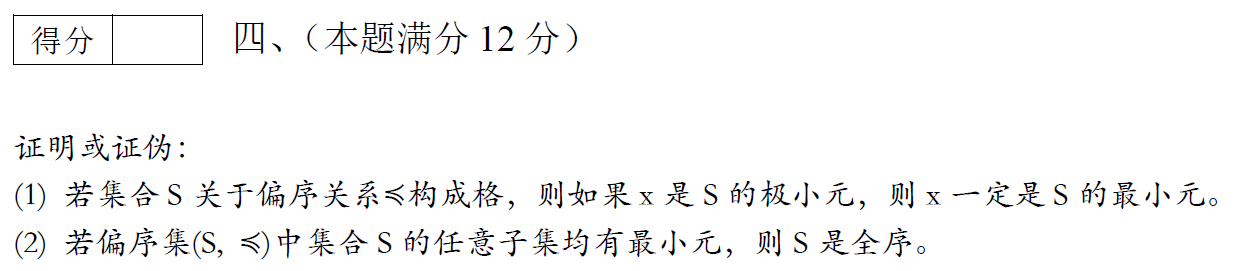 得分 四、（本题满分 12 分）
证明或证伪：
(1) 若集合 S 关于偏序关系≼构成格，则如果 x 是 S 的极小元，则 x 一定是 S 的最小元。
(2) 若偏序集(S, ≼)中集合 S 的任意子集均有最小元，则 S 是全序。